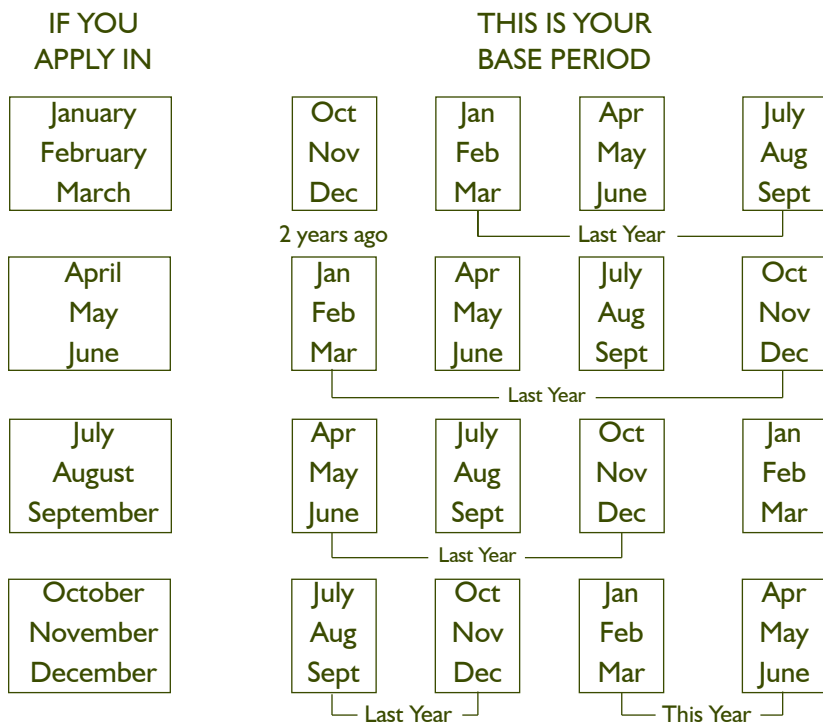 IF YOU
APPLY IN
THIS IS YOUR
BASE PERIOD
January
February
March
Oct
Nov
Dec
2 years ago
Jan
Feb
Mar
Apr
May
June
July
Aug
Sept
Last Year
April
May
June
Jan
Feb
Mar
Apr
May
June
July
Aug
Sept
Oct
Nov
Dec
Last Year
July
August
September
Apr
May
June
July
Aug
Sept
Oct
Nov
Dec
Last Year
Jan
Feb
Mar
October
November
December
July
Aug
Sept
Oct
Nov
Dec
Last Year
Jan
Feb
Mar
Apr
May
June
This Year